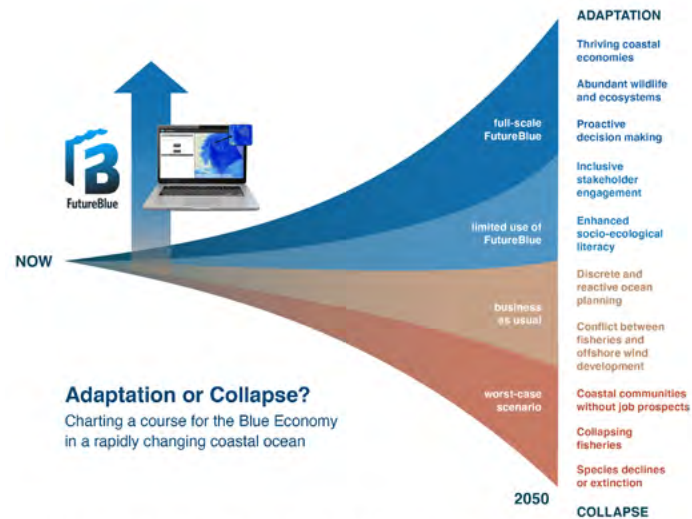 ADAPTATION
Thriving coastal
economies
Abundant wildlife
and ecosystems
Proactive
decision making
Inclusive
stakeholder
engagement
Enhanced
socio-ecological
literacy
Discrete and
reactive ocean
planning
Conflict between
fisheries and
offshore wind
development
Coastal communities
without job prospects
Collapsing
fisheries
Species declines
or extinction
COLLAPSE
full-scale
FutureBlue
limited use of
FutureBlue
business
as usual
worst-case
scenario
FB
FutureBlue
NOW
Adaptation or Collapse?
Charting a course for the Blue Economy
in a rapidly changing coastal ocean
2050